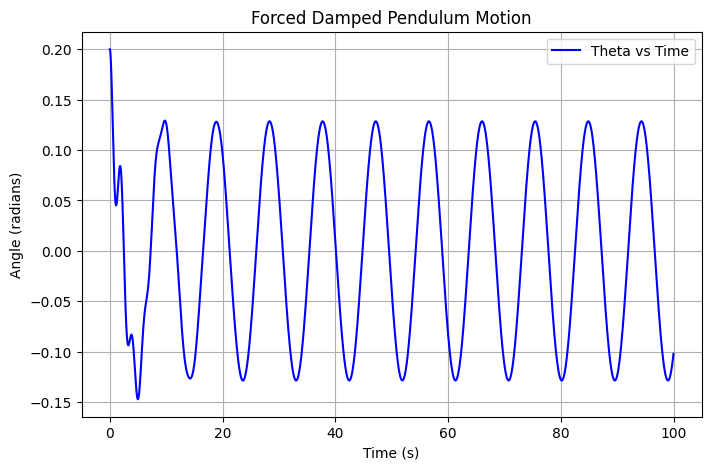 Forced Damped Pendulum Motion
Theta vs Time
0.20
0.15
0.10
0.05
0.00
−0.05
−0.10
−0.15
Angle (radians)
0 20 40 60 80 100
Time (s)